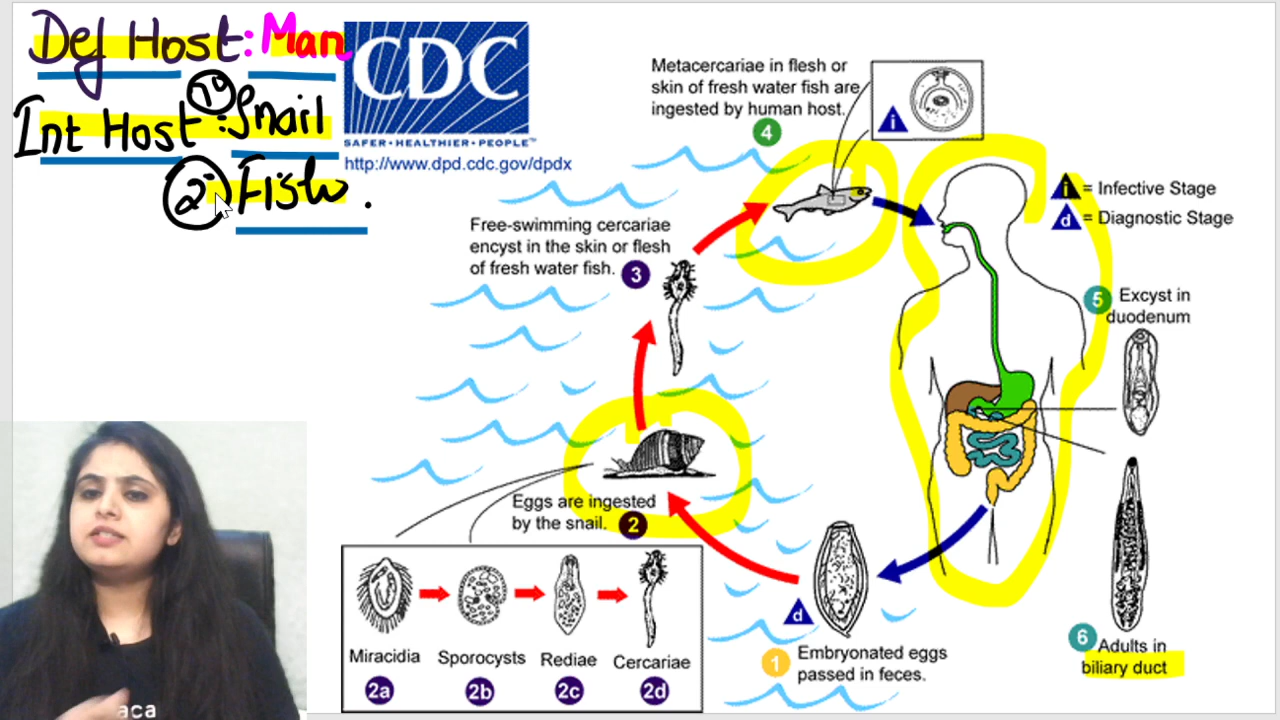 Def Host: Man
Int Host 1° : Snail
2° Fish.
CDC
SAFER • HEALTHIER • PEOPLE™
http://www.dpd.cdc.gov/dpdx
Metacercariae in flesh or
skin of fresh water fish are
ingested by human host.
4
i
i = Infective Stage
d = Diagnostic Stage
Free-swimming cercariae
encyst in the skin or flesh
of fresh water fish. 3
5 Excyst in
duodenum
Eggs are ingested
by the snail. 2
d
1 Embryonated eggs
passed in feces.
6 Adults in
biliary duct
Miracidia Sporocysts Rediae Cercariae
2a 2b 2c 2d
aca